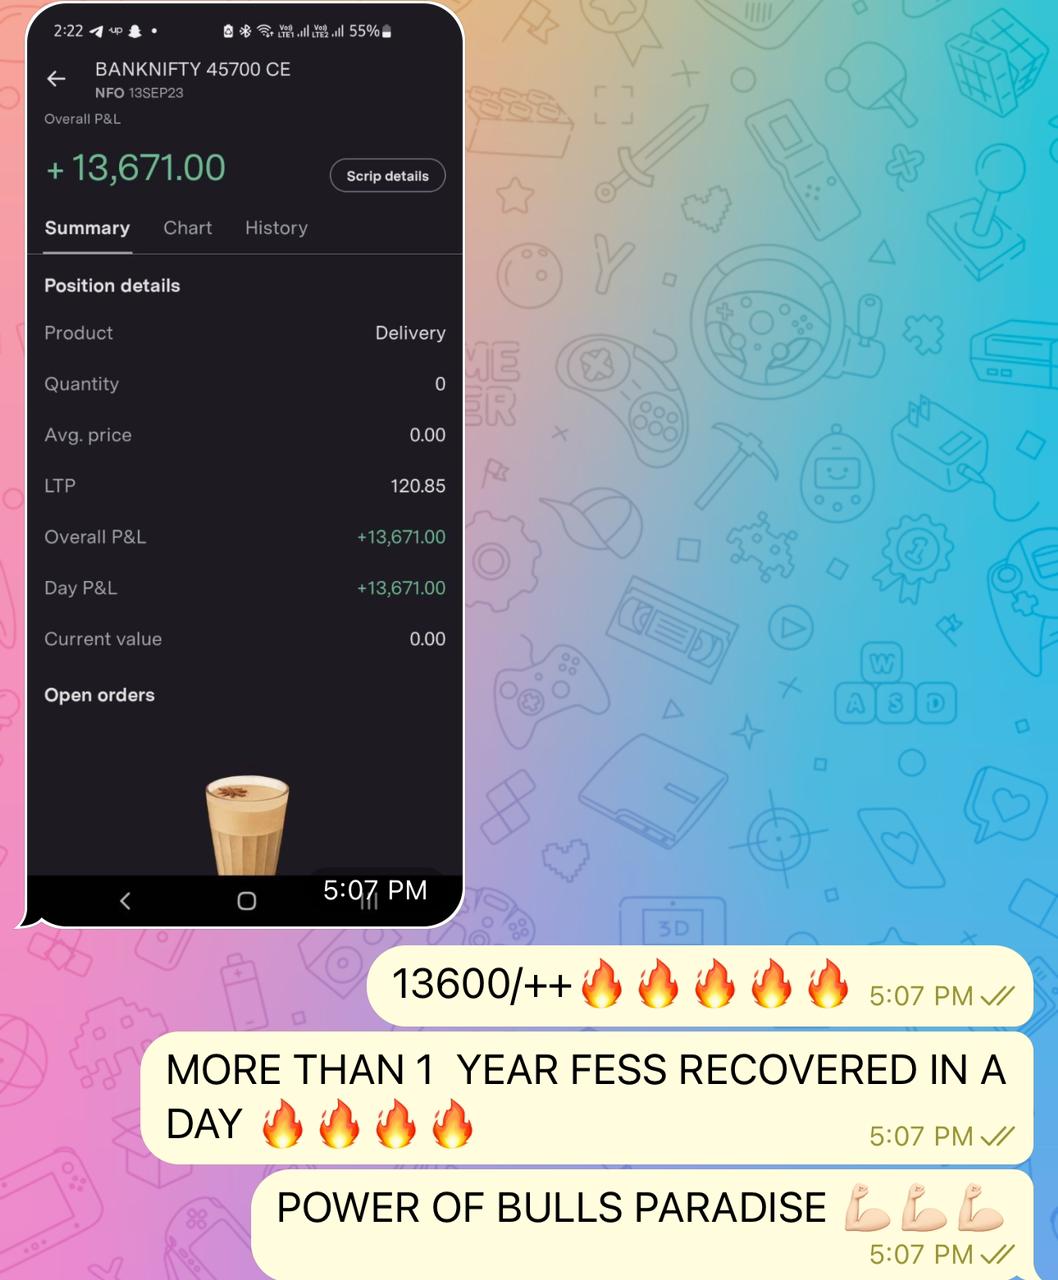 2:22 up 55%
BANKNIFTY 45700 CE
NFO 13SEP23
Overall P&L
+ 13,671.00
Scrip details
Summary Chart History
Position details
Product Delivery
Quantity 0
Avg. price 0.00
LTP 120.85
Overall P&L +13,671.00
Day P&L +13,671.00
Current value 0.00
Open orders
5:07 PM
13600/++🔥🔥🔥🔥🔥 5:07 PM
MORE THAN 1 YEAR FESS RECOVERED IN A
DAY 🔥🔥🔥🔥 5:07 PM
POWER OF BULLS PARADISE 💪🏻💪🏻💪🏻
5:07 PM
W
A S D
3D